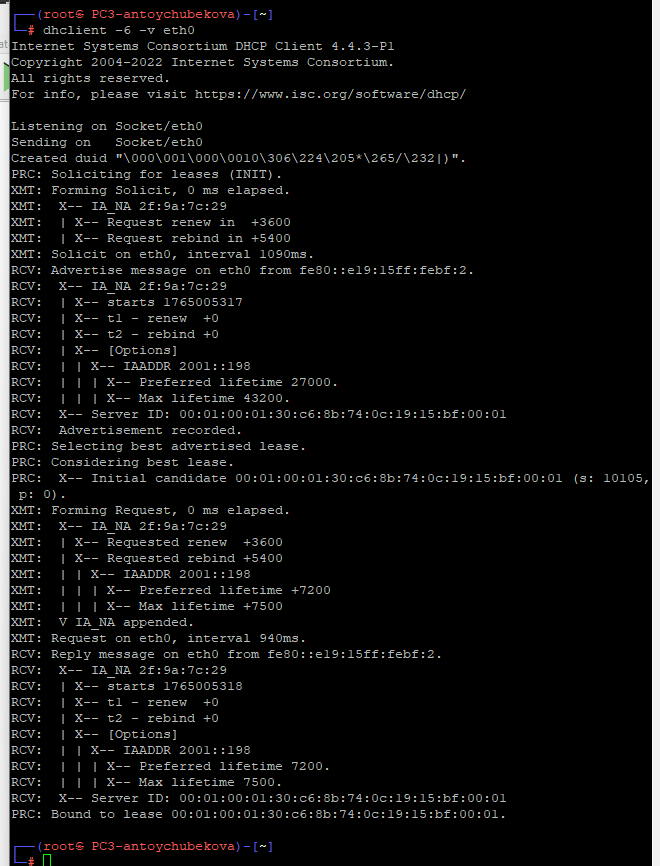 ┌──(root㉿ PC3-antoychubekova)-[~]
└─# dhclient -6 -v eth0
Internet Systems Consortium DHCP Client 4.4.3-P1
Copyright 2004-2022 Internet Systems Consortium.
All rights reserved.
For info, please visit https://www.isc.org/software/dhcp/

Listening on Socket/eth0
Sending on   Socket/eth0
Created duid "\000\001\000\0010\306\224\205*\265/\232|)".
PRC: Soliciting for leases (INIT).
XMT: Forming Solicit, 0 ms elapsed.
XMT:  X-- IA_NA 2f:9a:7c:29
XMT:  | X-- Request renew in  +3600
XMT:  | X-- Request rebind in +5400
XMT: Solicit on eth0, interval 1090ms.
RCV: Advertise message on eth0 from fe80::e19:15ff:febf:2.
RCV:  X-- IA_NA 2f:9a:7c:29
RCV:  | X-- starts 1765005317
RCV:  | X-- t1 - renew  +0
RCV:  | X-- t2 - rebind +0
RCV:  | X-- [Options]
RCV:  | | X-- IAADDR 2001::198
RCV:  | | | X-- Preferred lifetime 27000.
RCV:  | | | X-- Max lifetime 43200.
RCV:  X-- Server ID: 00:01:00:01:30:c6:8b:74:0c:19:15:bf:00:01
RCV:  Advertisement recorded.
PRC: Selecting best advertised lease.
PRC: Considering best lease.
PRC:  X-- Initial candidate 00:01:00:01:30:c6:8b:74:0c:19:15:bf:00:01 (s: 10105,
 p: 0).
XMT: Forming Request, 0 ms elapsed.
XMT:  X-- IA_NA 2f:9a:7c:29
XMT:  | X-- Requested renew  +3600
XMT:  | X-- Requested rebind +5400
XMT:  | | X-- IAADDR 2001::198
XMT:  | | | X-- Preferred lifetime +7200
XMT:  | | | X-- Max lifetime +7500
XMT:  V IA_NA appended.
XMT: Request on eth0, interval 940ms.
RCV: Reply message on eth0 from fe80::e19:15ff:febf:2.
RCV:  X-- IA_NA 2f:9a:7c:29
RCV:  | X-- starts 1765005318
RCV:  | X-- t1 - renew  +0
RCV:  | X-- t2 - rebind +0
RCV:  | X-- [Options]
RCV:  | | X-- IAADDR 2001::198
RCV:  | | | X-- Preferred lifetime 7200.
RCV:  | | | X-- Max lifetime 7500.
RCV:  X-- Server ID: 00:01:00:01:30:c6:8b:74:0c:19:15:bf:00:01
PRC: Bound to lease 00:01:00:01:30:c6:8b:74:0c:19:15:bf:00:01.

┌──(root㉿ PC3-antoychubekova)-[~]
└─#